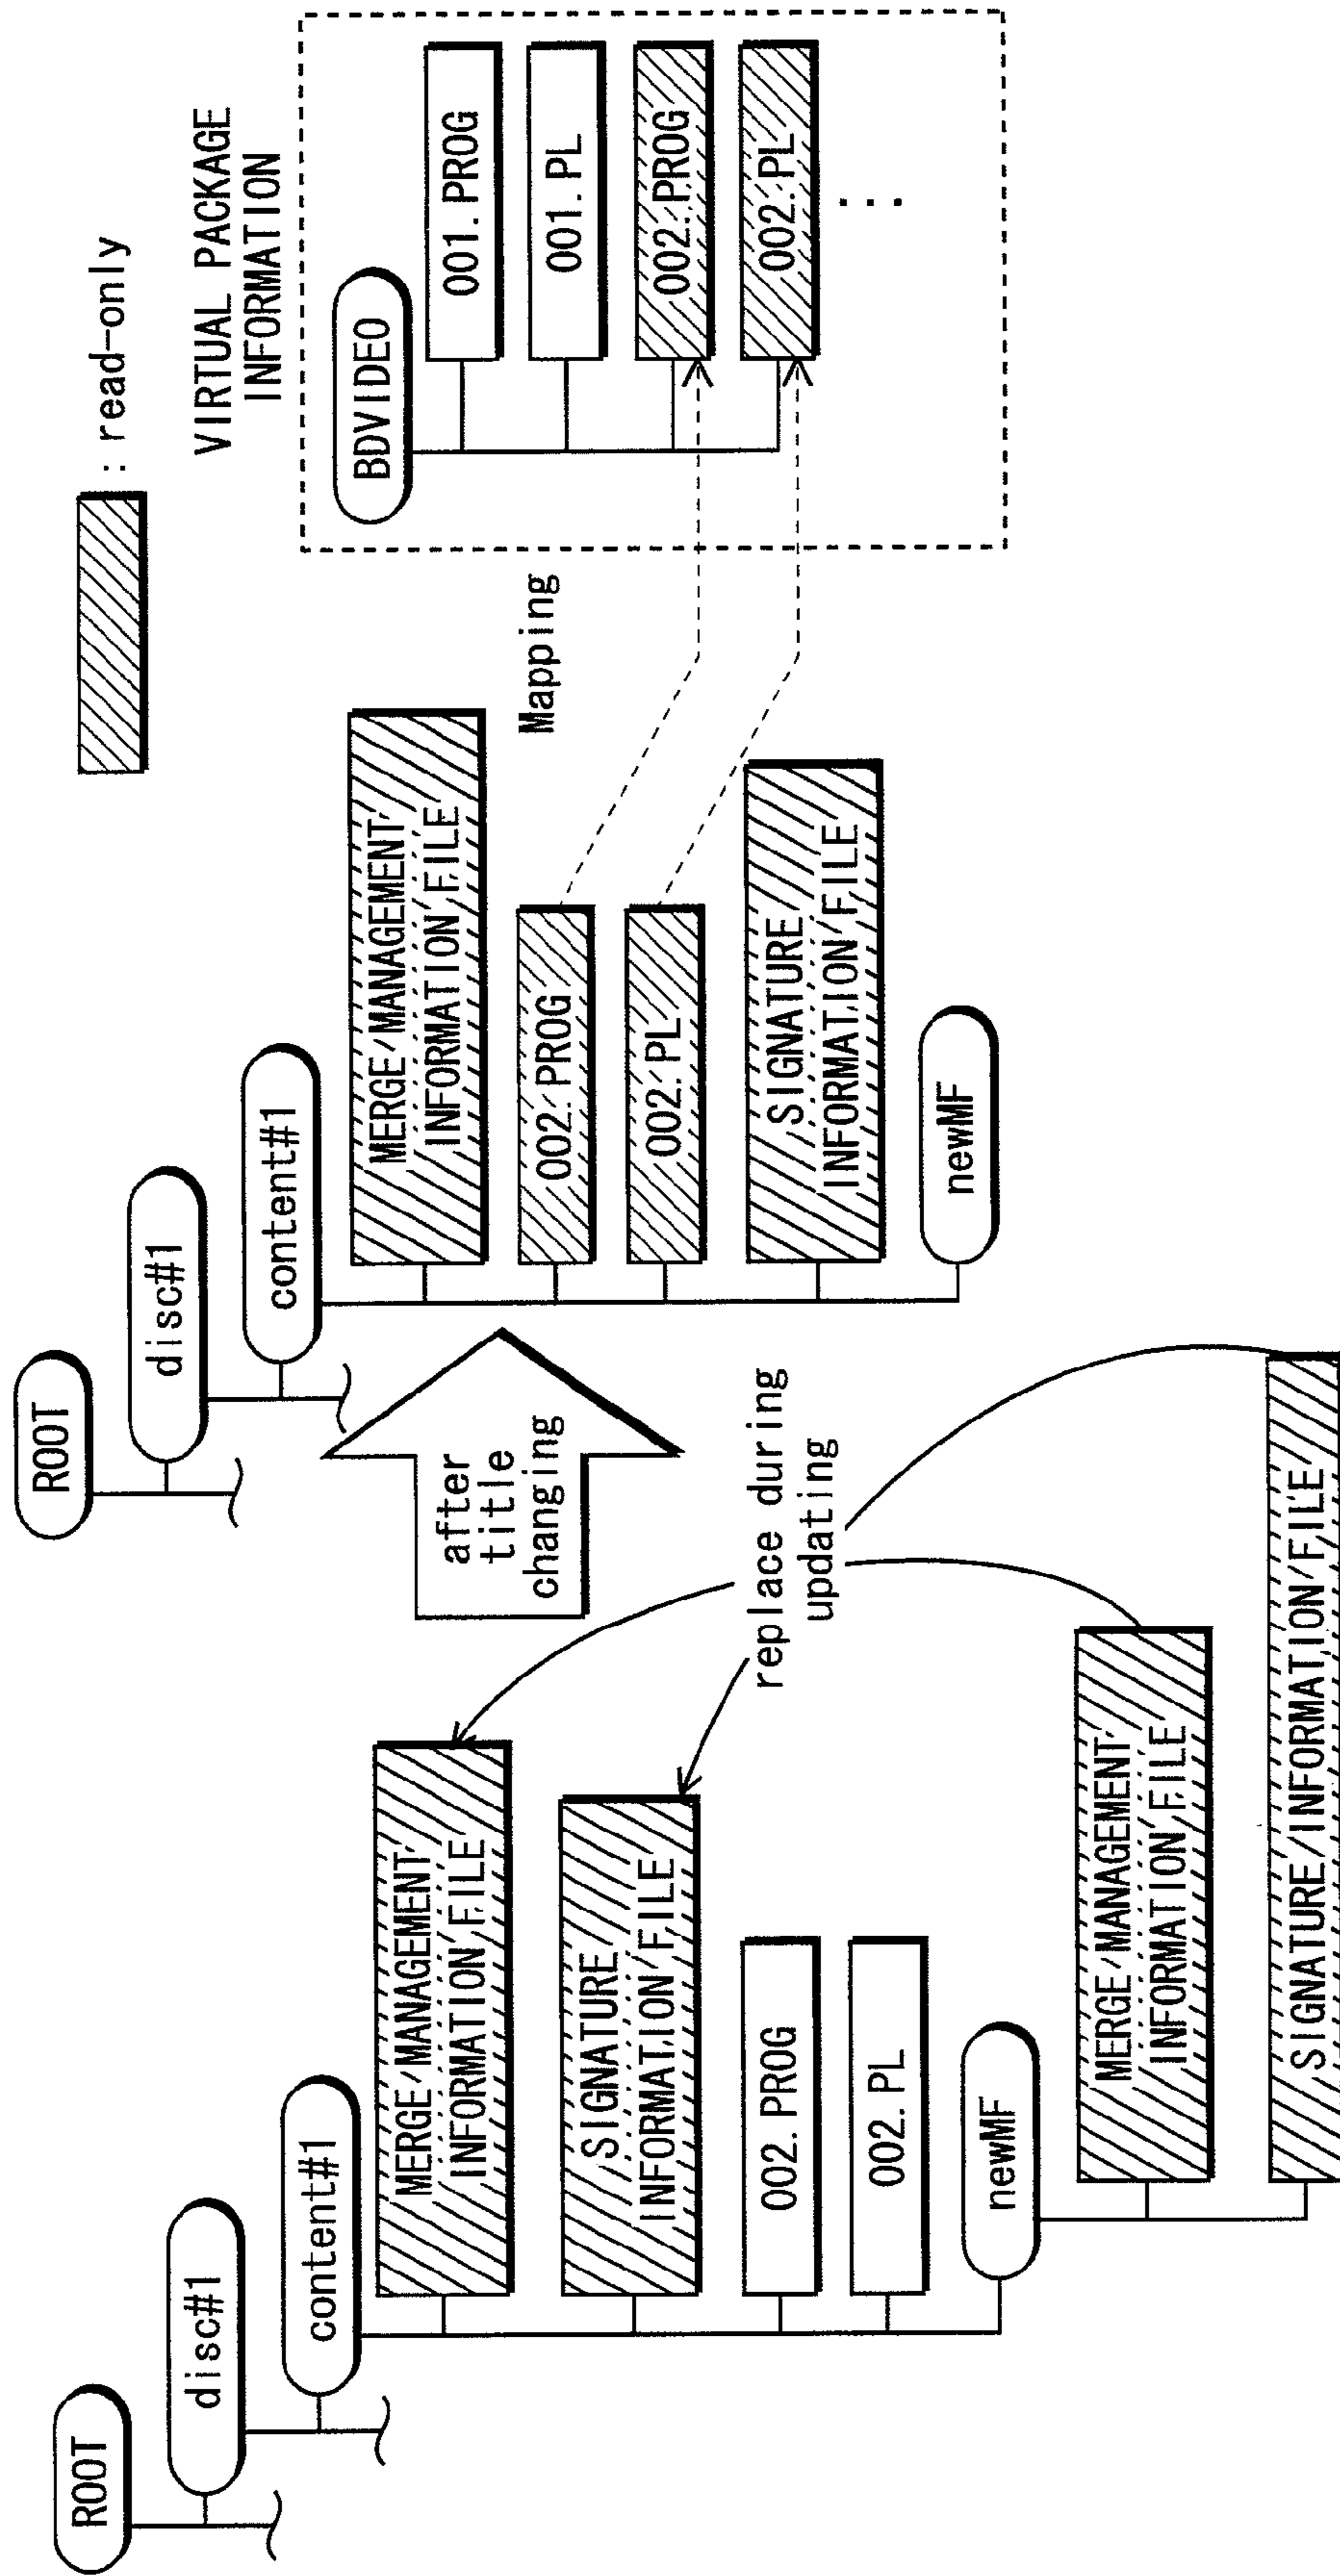 : read-only
VIRTUAL PACKAGE
INFORMATION
BDVIDEO
001.PROG
001.PL
002.PROG
002.PL
...
Mapping
ROOT
disc#1
content#1
MERGE MANAGEMENT
INFORMATION FILE
002.PROG
002.PL
SIGNATURE
INFORMATION FILE
newMF
after
title
changing
replace during
updating
ROOT
disc#1
content#1
MERGE MANAGEMENT
INFORMATION FILE
SIGNATURE
INFORMATION FILE
002.PROG
002.PL
newMF
MERGE MANAGEMENT
INFORMATION FILE
SIGNATURE INFORMATION FILE